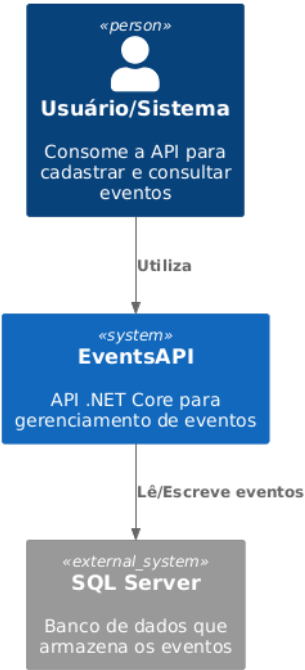 «person»
Usuário/Sistema
Consome a API para
cadastrar e consultar
eventos
Utiliza
«system»
EventsAPI
API .NET Core para
gerenciamento de eventos
Lê/Escreve eventos
«external_system»
SQL Server
Banco de dados que
armazena os eventos